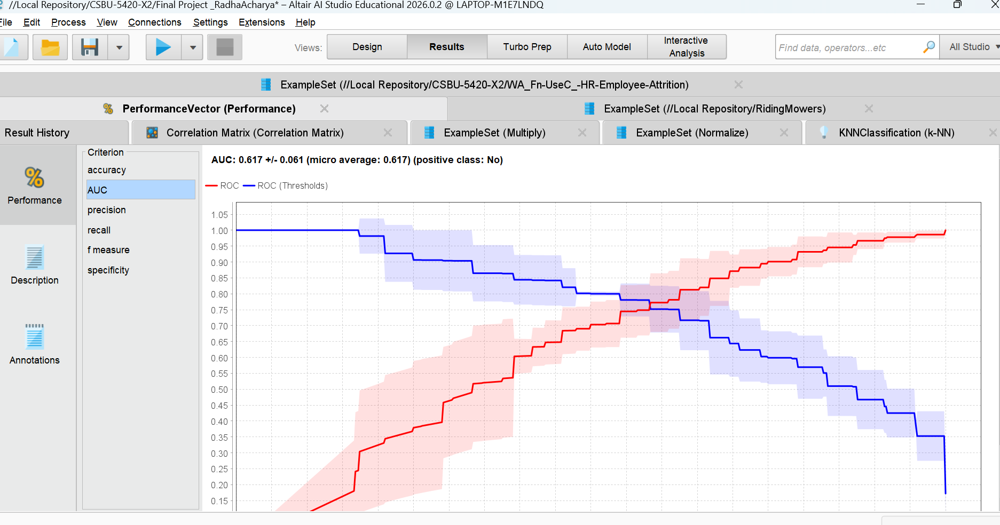 //Local Repository/CSBU-5420-X2/Final Project _RadhaAcharya* – Altair AI Studio Educational 2026.0.2 @ LAPTOP-M1E7LNDQ
File Edit Process View Connections Settings Extensions Help
Views: Design Results Turbo Prep Auto Model Interactive Analysis Find data, operators...etc All Studio
ExampleSet (//Local Repository/CSBU-5420-X2/WA_Fn-UseC_-HR-Employee-Attrition)
PerformanceVector (Performance) ExampleSet (//Local Repository/RidingMowers)
Result History Correlation Matrix (Correlation Matrix) ExampleSet (Multiply) ExampleSet (Normalize) KNNClassification (k-NN)
% Performance
Description
Annotations
Criterion
accuracy
AUC
precision
recall
f measure
specificity
AUC: 0.617 +/- 0.061 (micro average: 0.617) (positive class: No)
ROC ROC (Thresholds)
1.05
1.00
0.95
0.90
0.85
0.80
0.75
0.70
0.65
0.60
0.55
0.50
0.45
0.40
0.35
0.30
0.25
0.20
0.15